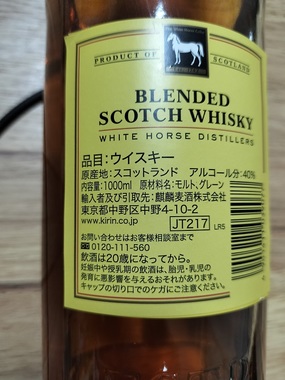 PRODUCT OF SCOTLAND
BLENDED
SCOTCH WHISKY
WHITE HORSE DISTILLERS
品目:ウイスキー
原産地:スコットランド アルコール分:40%
内容量:1000ml 原材料名:モルト、グレーン
輸入者及び引取先:麒麟麦酒株式会社
東京都中野区中野4-10-2
www.kirin.co.jp JT217 LR5
お問い合わせはお客様相談室まで
0120-111-560
飲酒は20歳になってから。
妊娠中や授乳期の飲酒は、胎児・乳児の
発育に悪影響を与えるおそれがあります。
キャップの切り口でのケガにご注意ください。